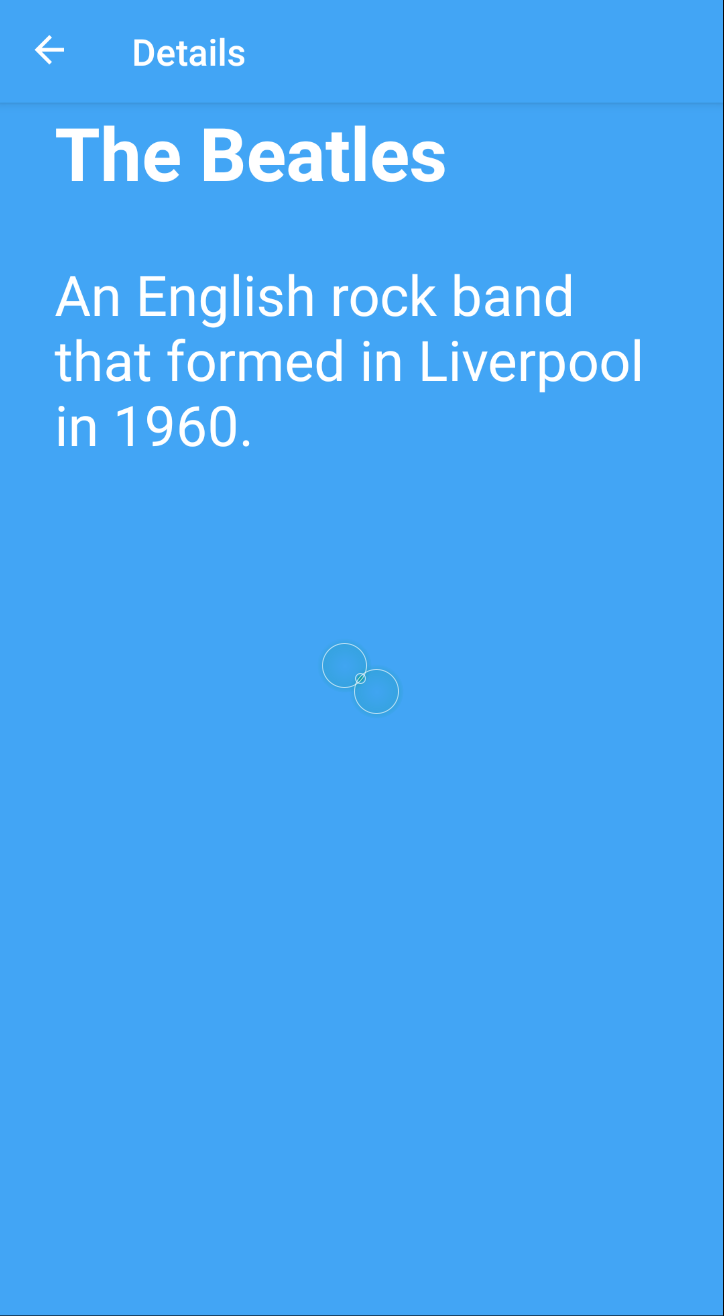 Details
The Beatles
An English rock band
that formed in Liverpool
in 1960.